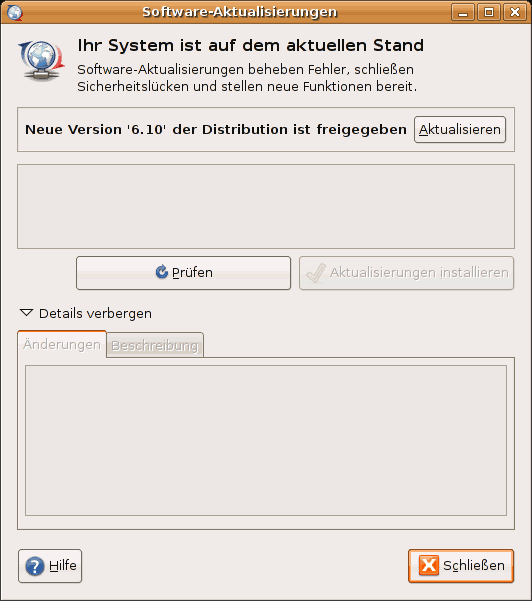 Software-Aktualisierungen
Ihr System ist auf dem aktuellen Stand
Software-Aktualisierungen beheben Fehler, schließen
Sicherheitslücken und stellen neue Funktionen bereit.
Neue Version '6.10' der Distribution ist freigegeben Aktualisieren
Prüfen Aktualisierungen installieren
Details verbergen
Änderungen Beschreibung
Hilfe Schließen